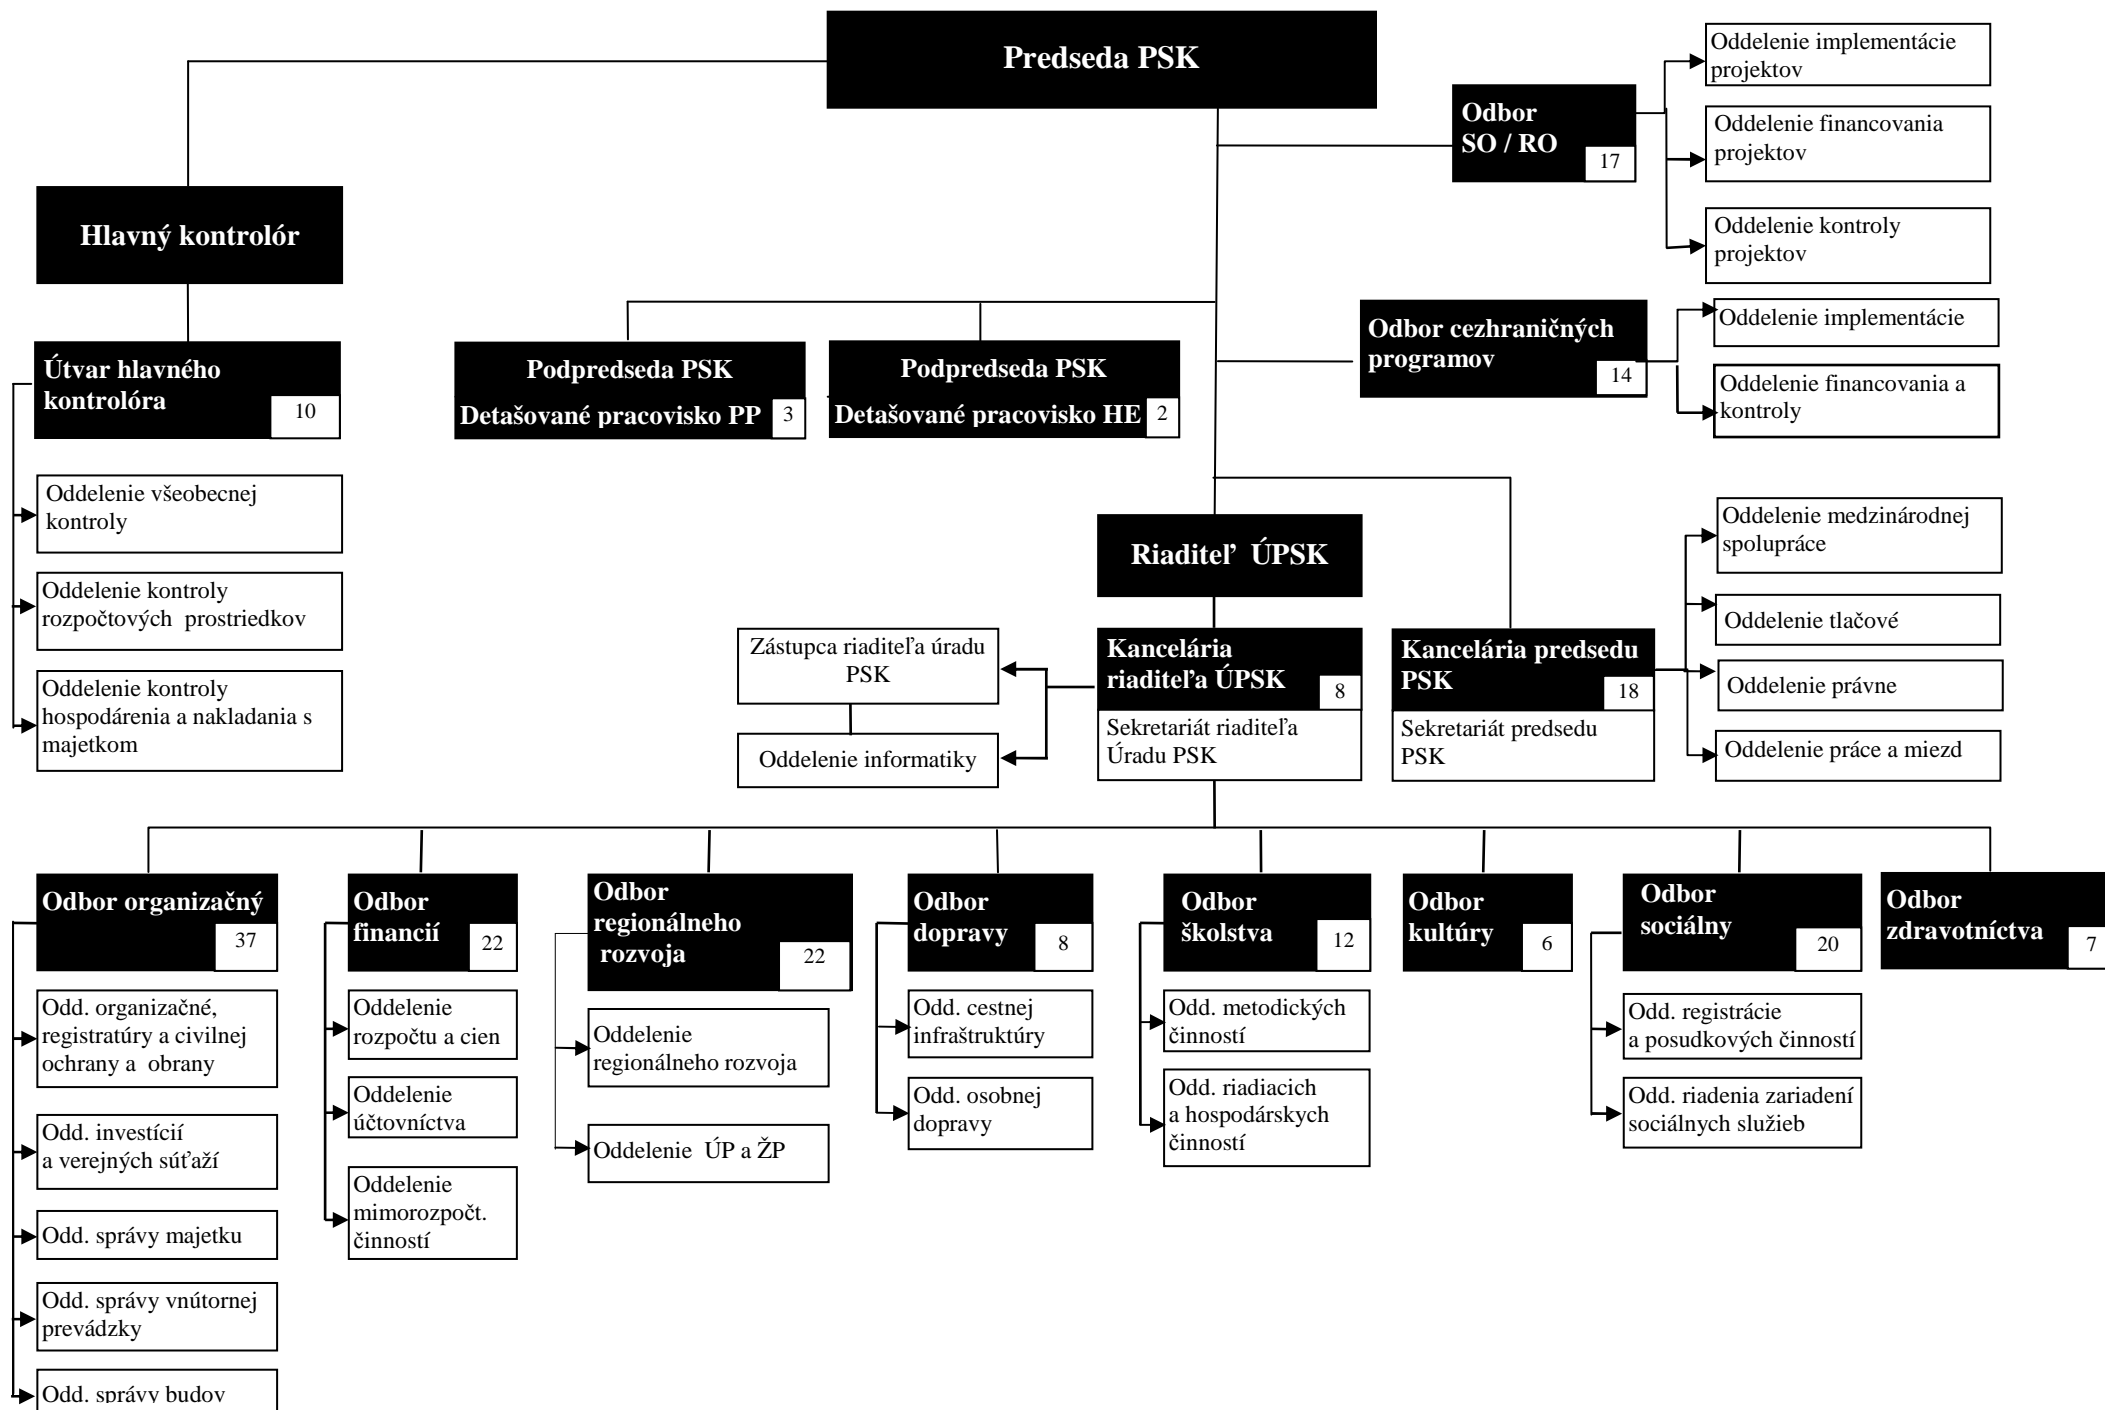 Predseda PSK
Oddelenie implementácie
projektov
Odbor
SO / RO
17
Oddelenie financovania
projektov
Oddelenie kontroly
projektov
Hlavný kontrolór
Útvar hlavného
kontrolóra
10
Podpredseda PSK
Detašované pracovisko PP
3
Podpredseda PSK
Detašované pracovisko HE
2
Odbor cezhraničných
programov
14
Oddelenie implementácie
Oddelenie financovania a
kontroly
Oddelenie všeobecnej
kontroly
Oddelenie kontroly
rozpočtových  prostriedkov
Oddelenie kontroly
hospodárenia a nakladania s
majetkom
Riaditeľ  ÚPSK
Zástupca riaditeľa úradu
PSK
Oddelenie informatiky
Kancelária
riaditeľa ÚPSK
8
Sekretariát riaditeľa
Úradu PSK
Kancelária predsedu
PSK
18
Sekretariát predsedu
PSK
Oddelenie medzinárodnej
spolupráce
Oddelenie tlačové
Oddelenie právne
Oddelenie práce a miezd
Odbor organizačný
37
Odd. organizačné,
registratúry a civilnej
ochrany a  obrany
Odd. investícií
a verejných súťaží
Odd. správy majetku
Odd. správy vnútornej
prevádzky
Odd. správy budov
Odbor
financií
22
Oddelenie
rozpočtu a cien
Oddelenie
účtovníctva
Oddelenie
mimorozpočt.
činností
Odbor
regionálneho
rozvoja
22
Oddelenie
regionálneho rozvoja
Oddelenie  ÚP a ŽP
Odbor
dopravy
8
Odd. cestnej
infraštruktúry
Odd. osobnej
dopravy
Odbor
školstva
12
Odd. metodických
činností
Odd. riadiacich
a hospodárskych
činností
Odbor
kultúry
6
Odbor
sociálny
20
Odd. registrácie
a posudkových činností
Odd. riadenia zariadení
sociálnych služieb
Odbor
zdravotníctva
7